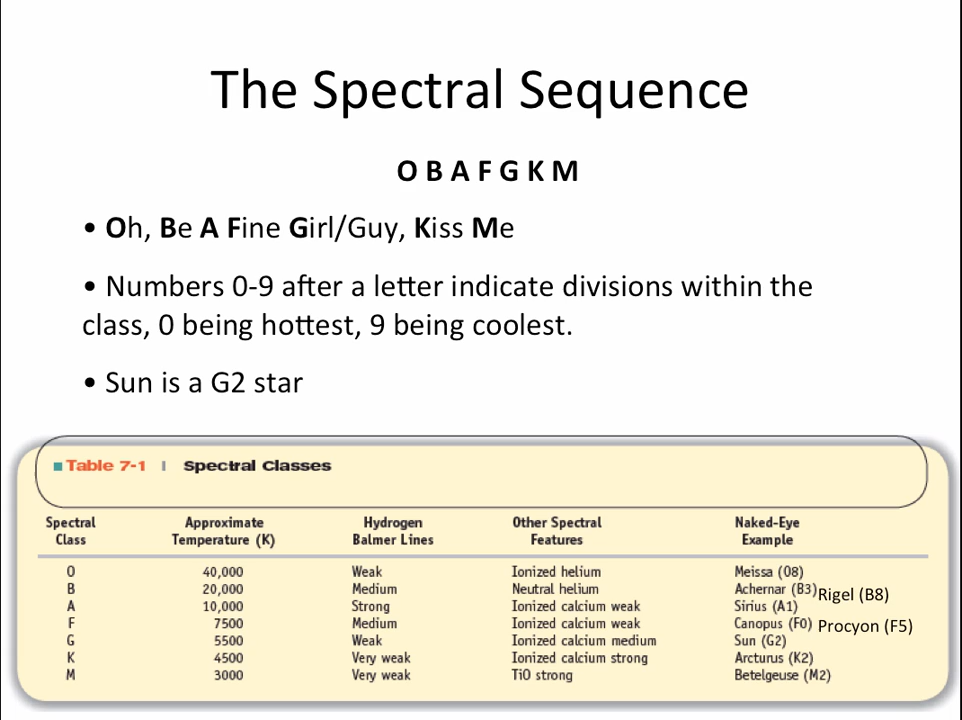 The Spectral Sequence
O B A F G K M
• Oh, Be A Fine Girl/Guy, Kiss Me
• Numbers 0-9 after a letter indicate divisions within the
class, 0 being hottest, 9 being coolest.
• Sun is a G2 star
■ Table 7-1 | Spectral Classes
Spectral Class Approximate Temperature (K) Hydrogen Balmer Lines Other Spectral Features Naked-Eye Example
O 40,000 Weak Ionized helium Meissa (O8)
B 20,000 Medium Neutral helium Achernar (B3) Rigel (B8)
A 10,000 Strong Ionized calcium weak Sirius (A1)
F 7500 Medium Ionized calcium weak Canopus (F0) Procyon (F5)
G 5500 Weak Ionized calcium medium Sun (G2)
K 4500 Very weak Ionized calcium strong Arcturus (K2)
M 3000 Very weak TiO strong Betelgeuse (M2)